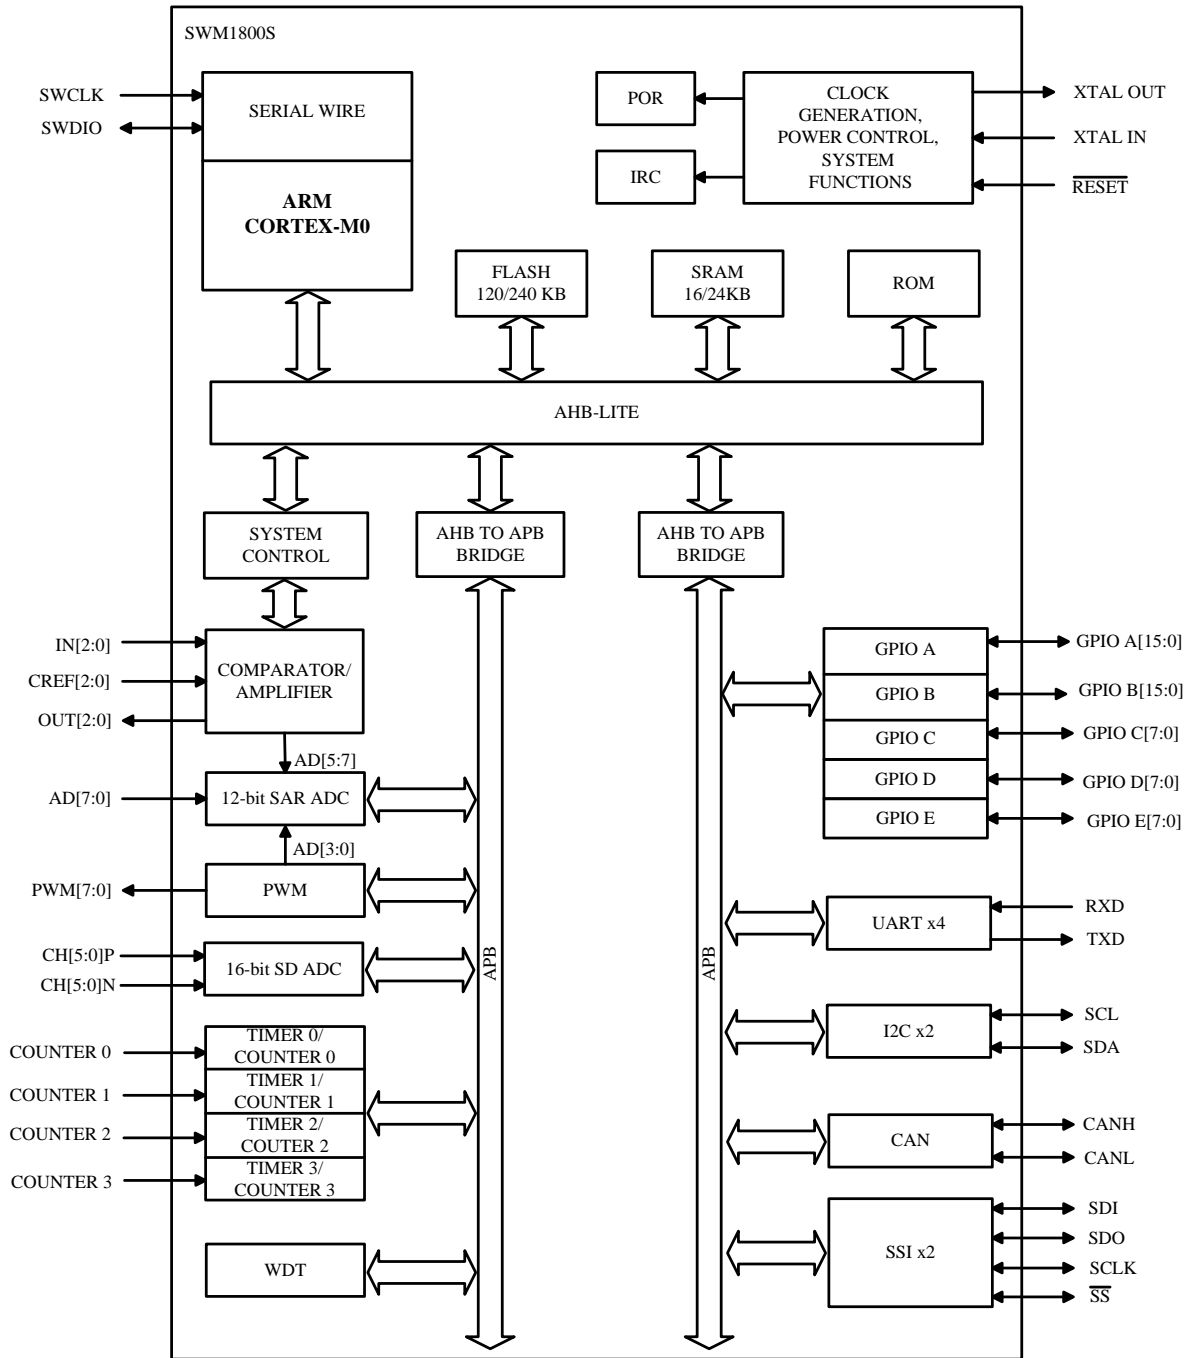 SWM1800S
SWCLK
SWDIO
SERIAL WIRE
ARM
CORTEX-M0
POR
IRC
CLOCK
GENERATION,
POWER CONTROL,
SYSTEM
FUNCTIONS
XTAL OUT
XTAL IN
RESET
FLASH
120/240 KB
SRAM
16/24KB
ROM
AHB-LITE
SYSTEM
CONTROL
AHB TO APB
BRIDGE
AHB TO APB
BRIDGE
IN[2:0]
CREF[2:0]
OUT[2:0]
COMPARATOR/
AMPLIFIER
AD[5:7]
AD[7:0]
12-bit SAR ADC
AD[3:0]
PWM[7:0]
PWM
CH[5:0]P
CH[5:0]N
16-bit SD ADC
COUNTER 0
COUNTER 1
COUNTER 2
COUNTER 3
TIMER 0/
COUNTER 0
TIMER 1/
COUNTER 1
TIMER 2/
COUTER 2
TIMER 3/
COUNTER 3
WDT
APB
APB
GPIO A
GPIO B
GPIO C
GPIO D
GPIO E
GPIO A[15:0]
GPIO B[15:0]
GPIO C[7:0]
GPIO D[7:0]
GPIO E[7:0]
UART x4
RXD
TXD
I2C x2
SCL
SDA
CAN
CANH
CANL
SSI x2
SDI
SDO
SCLK
SS